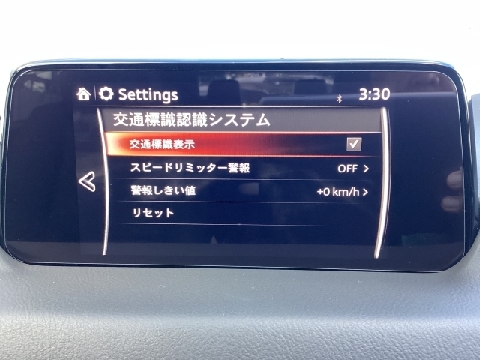 Settings 3:30
交通標識認識システム
交通標識表示
スピードリミッター警報 OFF
警報しきい値 +0 km/h
リセット